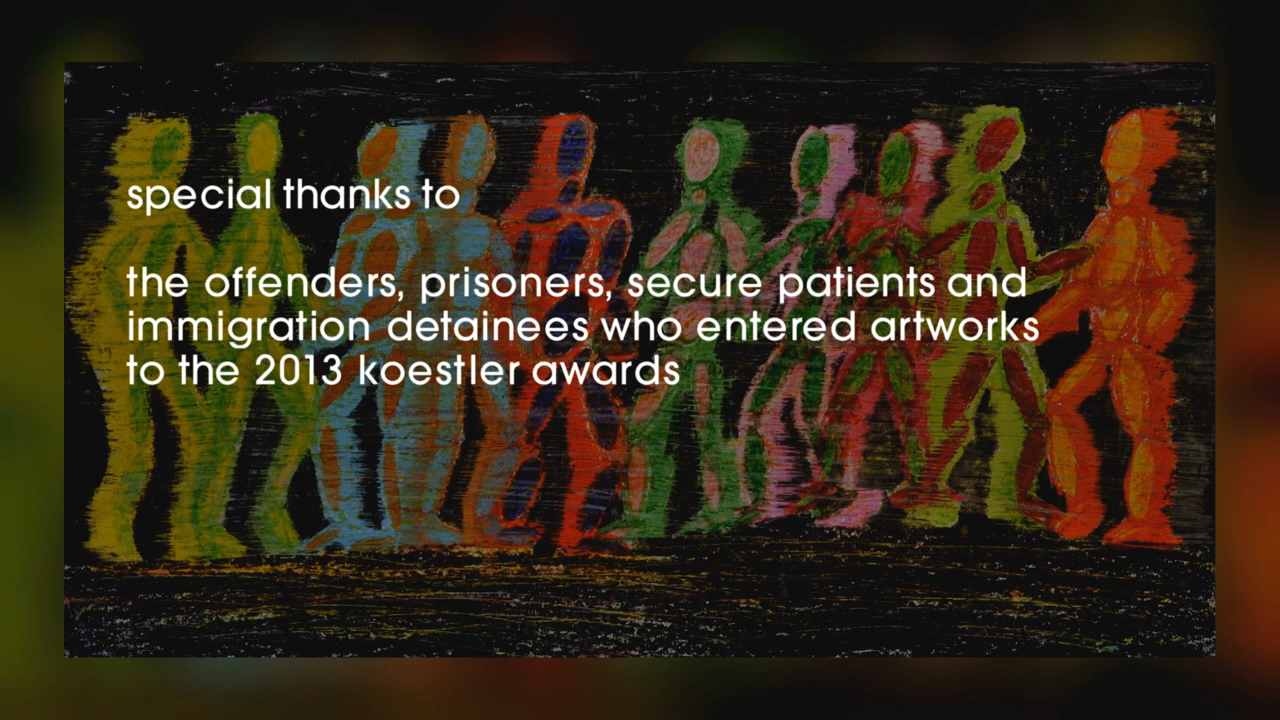 special thanks to
the offenders, prisoners, secure patients and
immigration detainees who entered artworks
to the 2013 koestler awards